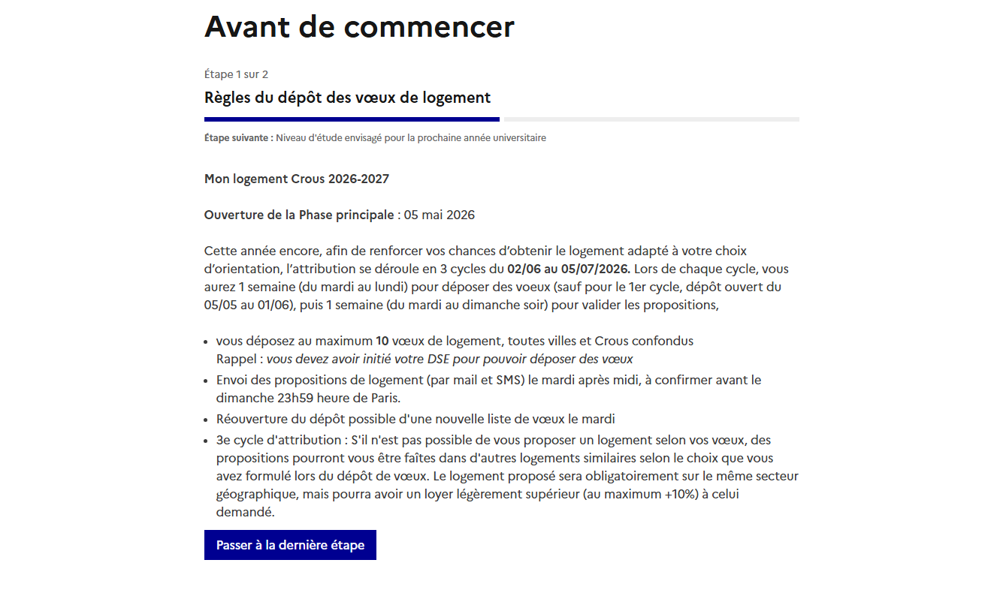 Avant de commencer
Étape 1 sur 2
Règles du dépôt des vœux de logement
Étape suivante : Niveau d'étude envisagé pour la prochaine année universitaire
Mon logement Crous 2026-2027
Ouverture de la Phase principale : 05 mai 2026
Cette année encore, afin de renforcer vos chances d’obtenir le logement adapté à votre choix
d’orientation, l’attribution se déroule en 3 cycles du 02/06 au 05/07/2026. Lors de chaque cycle, vous
aurez 1 semaine (du mardi au lundi) pour déposer des voeux (sauf pour le 1er cycle, dépôt ouvert du
05/05 au 01/06), puis 1 semaine (du mardi au dimanche soir) pour valider les propositions,
• vous déposez au maximum 10 vœux de logement, toutes villes et Crous confondus
Rappel : vous devez avoir initié votre DSE pour pouvoir déposer des vœux
• Envoi des propositions de logement (par mail et SMS) le mardi après midi, à confirmer avant le
dimanche 23h59 heure de Paris.
• Réouverture du dépôt possible d'une nouvelle liste de vœux le mardi
• 3e cycle d'attribution : S'il n'est pas possible de vous proposer un logement selon vos vœux, des
propositions pourront vous être faîtes dans d'autres logements similaires selon le choix que vous
avez formulé lors du dépôt de vœux. Le logement proposé sera obligatoirement sur le même secteur
géographique, mais pourra avoir un loyer légèrement supérieur (au maximum +10%) à celui
demandé.
Passer à la dernière étape